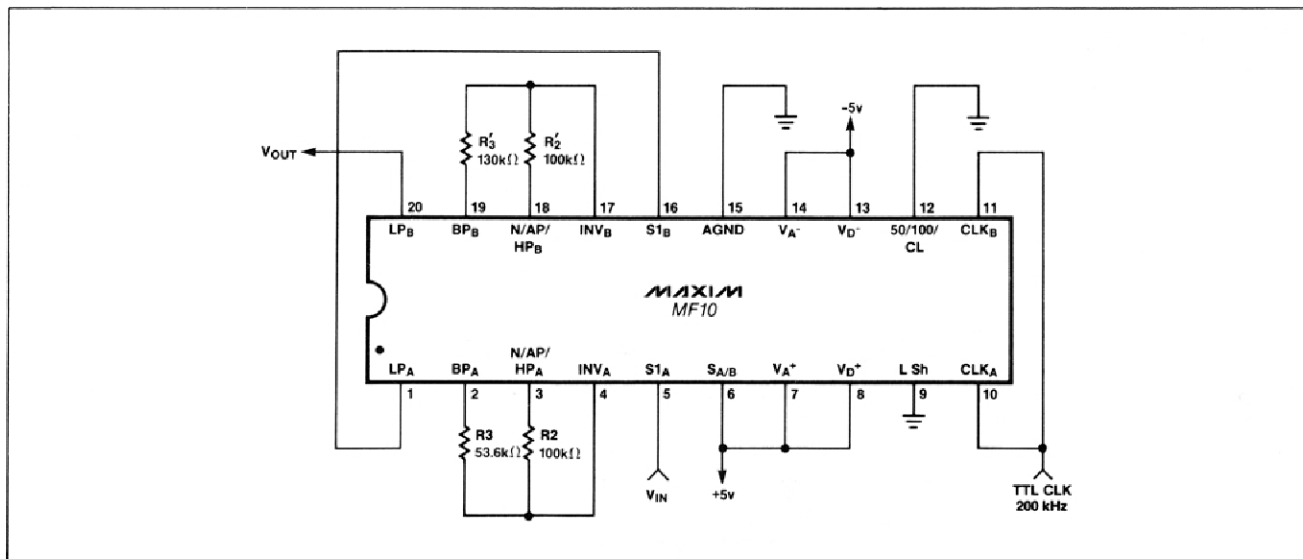 -5v
VOUT
R'3
130kΩ
R'2
100kΩ
20 19 18 17 16 15 14 13 12 11
LPB BPB N/AP/HPB INVB S1B AGND VA- VD- 50/100/CL CLKB
MAXIM
MF10
LPA BPA N/AP/HPA INVA S1A SA/B VA+ VD+ L Sh CLKA
1 2 3 4 5 6 7 8 9 10
R3
53.6kΩ
R2
100kΩ
VIN
+5v
TTL CLK
200 kHz